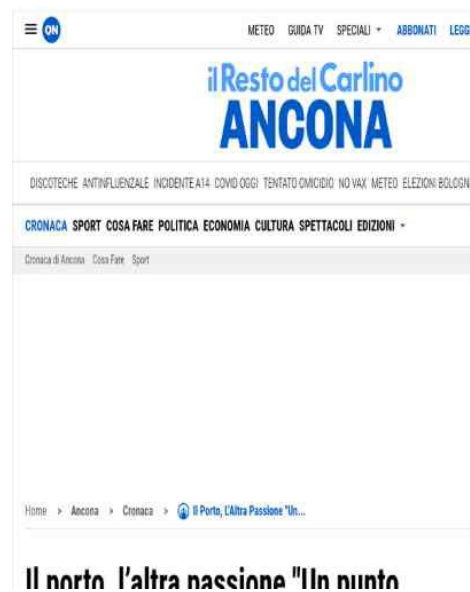 ON METEO GUIDA TV SPECIALI ABBONATI LEGG
il Resto del Carlino
ANCONA
DISCOTECHE ANTINFLUENZALE INCIDENTE A14 COVID OGGI TENTATO OMICIDIO NO VAX METEO ELEZIONI BOLOGN
CRONACA SPORT COSA FARE POLITICA ECONOMIA CULTURA SPETTACOLI EDIZIONI
Cronaca di Ancona Cosa Fare Sport
Home > Ancona > Cronaca > Il Porto, L'Altra Passione "Un...
Il porto, l'altra passione "Un punto